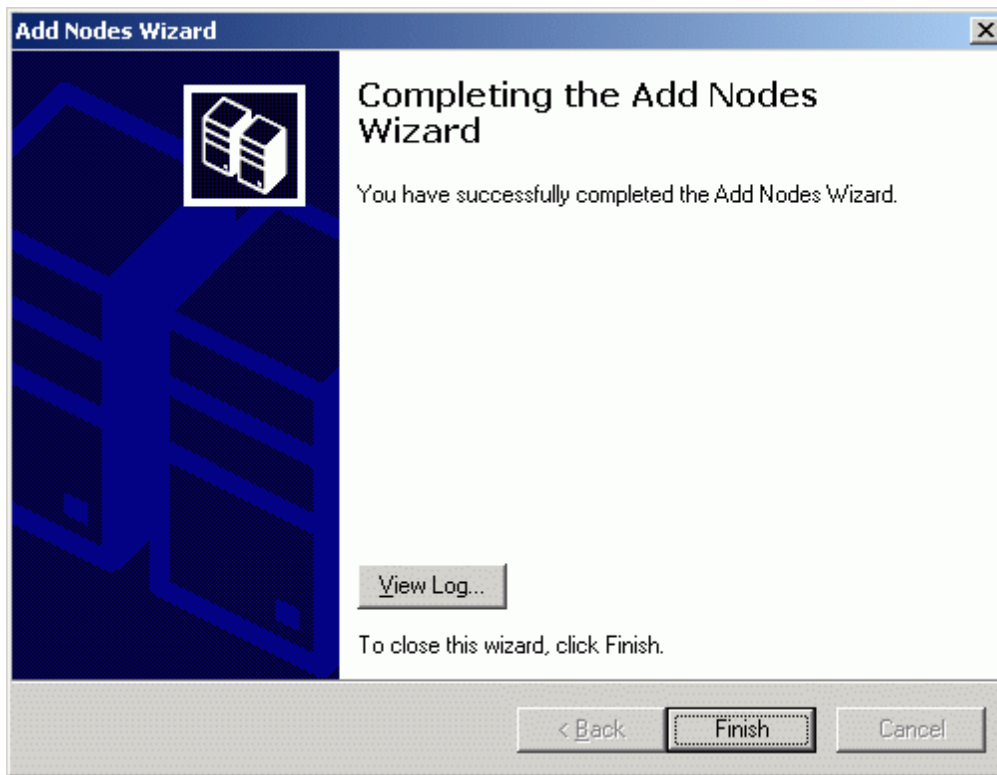 Add Nodes Wizard
Completing the Add Nodes
Wizard
You have successfully completed the Add Nodes Wizard.
View Log...
To close this wizard, click Finish.
< Back
Finish
Cancel